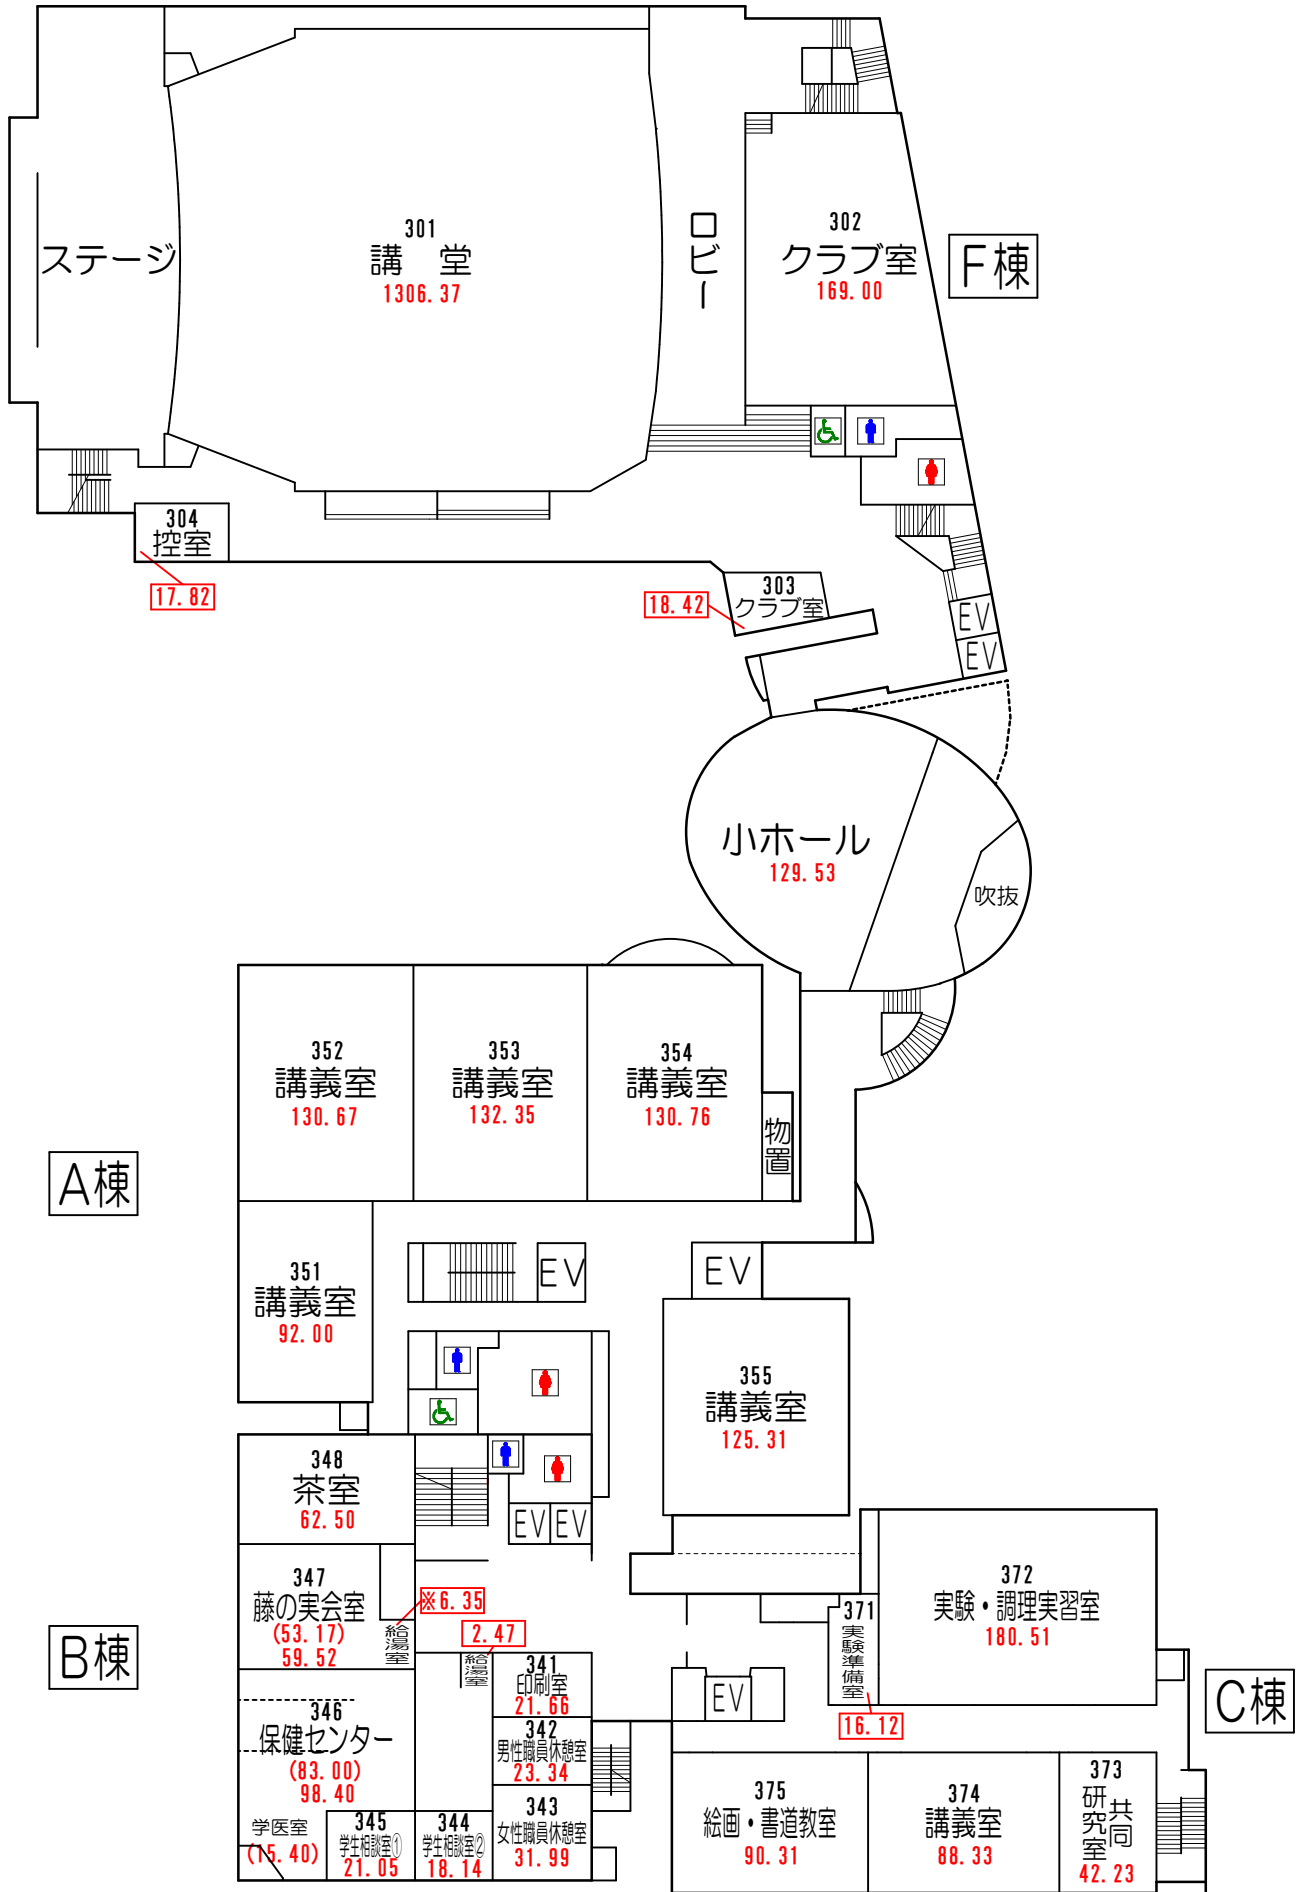 ステージ
301
講 堂
1306.37
ロビー
302
クラブ室
169.00
F棟
304
控室
17.82
303
クラブ室
18.42
EV
EV
小ホール
129.53
吹抜
352
講義室
130.67
353
講義室
132.35
354
講義室
130.76
物置
A棟
351
講義室
92.00
EV
EV
355
講義室
125.31
348
茶室
62.50
EV
EV
347
藤の実会室
(53.17)
59.52
給湯室
※6.35
2.47
給湯室
341
印刷室
21.66
B棟
346
保健センター
(83.00)
98.40
342
男性職員休憩室
23.34
343
女性職員休憩室
31.99
学医室
(15.40)
345
学生相談室①
21.05
344
学生相談室②
18.14
EV
371
実験準備室
16.12
372
実験・調理実習室
180.51
C棟
375
絵画・書道教室
90.31
374
講義室
88.33
373
共同
研究室
42.23